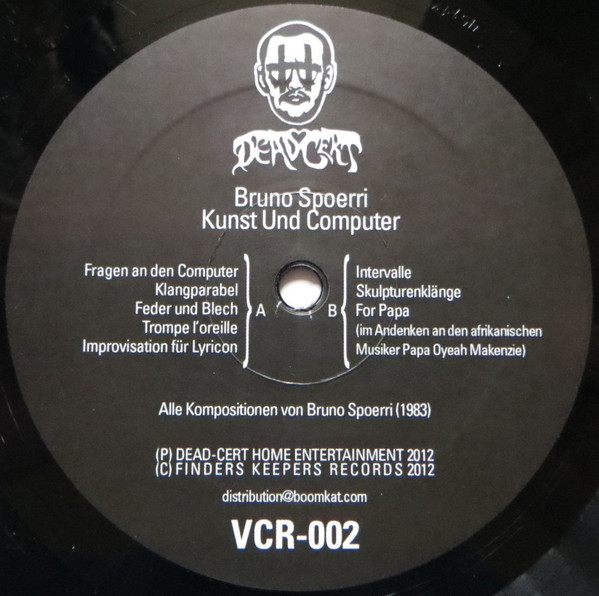 DEAD CERT
Bruno Spoerri
Kunst Und Computer
Fragen an den Computer
Klangparabel
Feder und Blech
Trompe l'oreille
Improvisation für Lyricon
A
B
Intervalle
Skulpturenklänge
For Papa
(im Andenken an den afrikanischen
Musiker Papa Oyeah Makenzie)
Alle Kompositionen von Bruno Spoerri (1983)
(P) DEAD-CERT HOME ENTERTAINMENT 2012
(C) FINDERS KEEPERS RECORDS 2012
distribution@boomkat.com
VCR-002